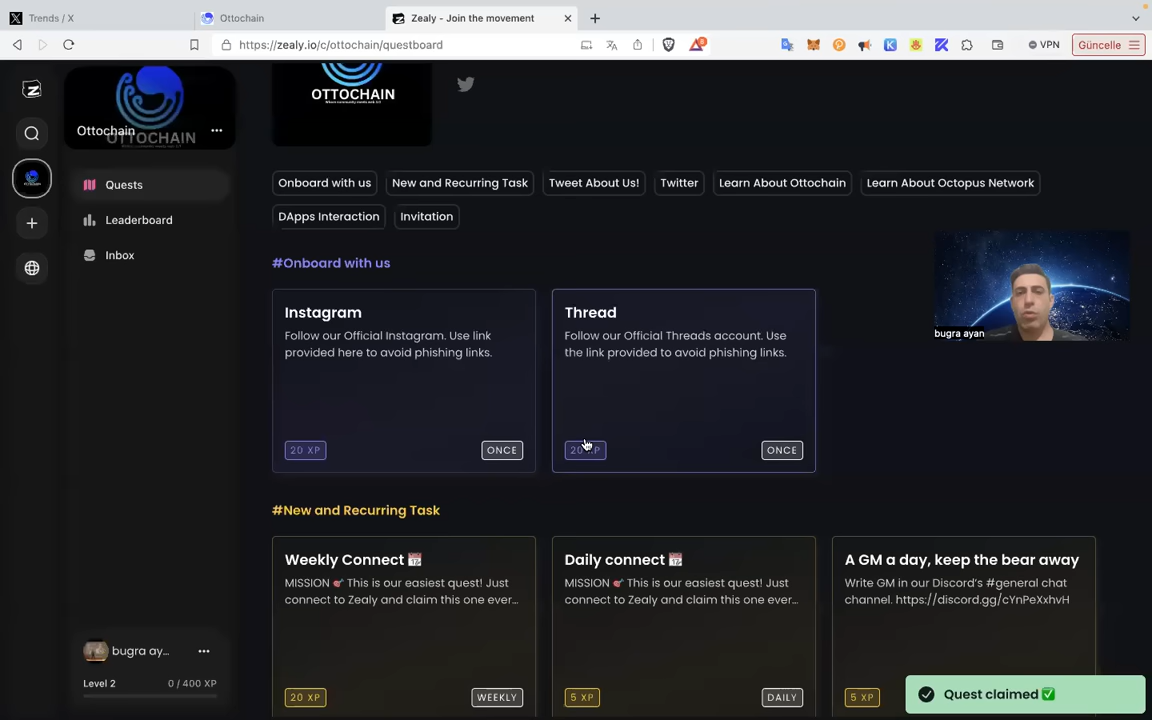 Trends / X
Ottochain
Zealy - Join the movement
https://zealy.io/c/ottochain/questboard
8
VPN
Güncelle
OTTOCHAIN
Ottochain
OTTOCHAIN
Quests
Leaderboard
Inbox
Onboard with us
New and Recurring Task
Tweet About Us!
Twitter
Learn About Ottochain
Learn About Octopus Network
DApps Interaction
Invitation
#Onboard with us
Instagram
Follow our Official Instagram. Use link
provided here to avoid phishing links.
20 XP
ONCE
Thread
Follow our Official Threads account. Use
the link provided to avoid phishing links.
20 XP
ONCE
bugra ayan
#New and Recurring Task
Weekly Connect 📆
MISSION 🎯 This is our easiest quest! Just
connect to Zealy and claim this one ever...
20 XP
WEEKLY
Daily connect 📆
MISSION 🎯 This is our easiest quest! Just
connect to Zealy and claim this one ever...
5 XP
DAILY
A GM a day, keep the bear away
Write GM in our Discord's #general chat
channel. https://discord.gg/cYnPeXxhvH
5 XP
bugra ay...
Level 2
0 / 400 XP
Quest claimed ✅